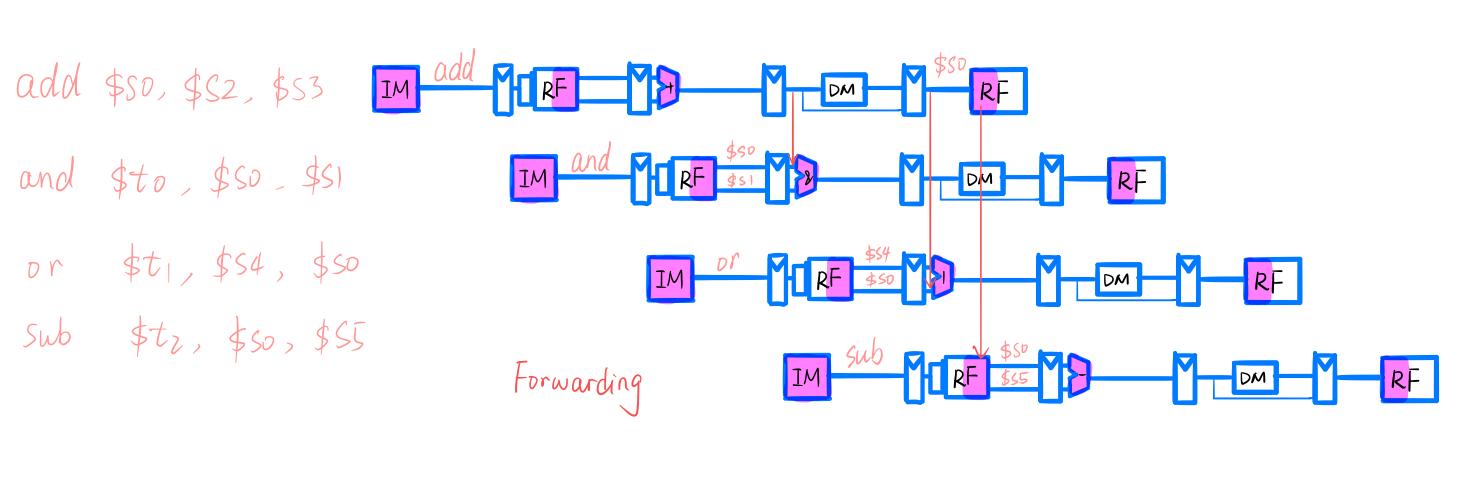 add $s0, $s2, $s3
IM add RF + DM $s0 RF
and $t0, $s0, $s1
IM and RF $s0 $s1 & DM RF
or $t1, $s4, $s0
IM or RF $s4 $s0 | DM RF
sub $t2, $s0, $s5
IM sub RF $s0 $s5 - DM RF
Forwarding